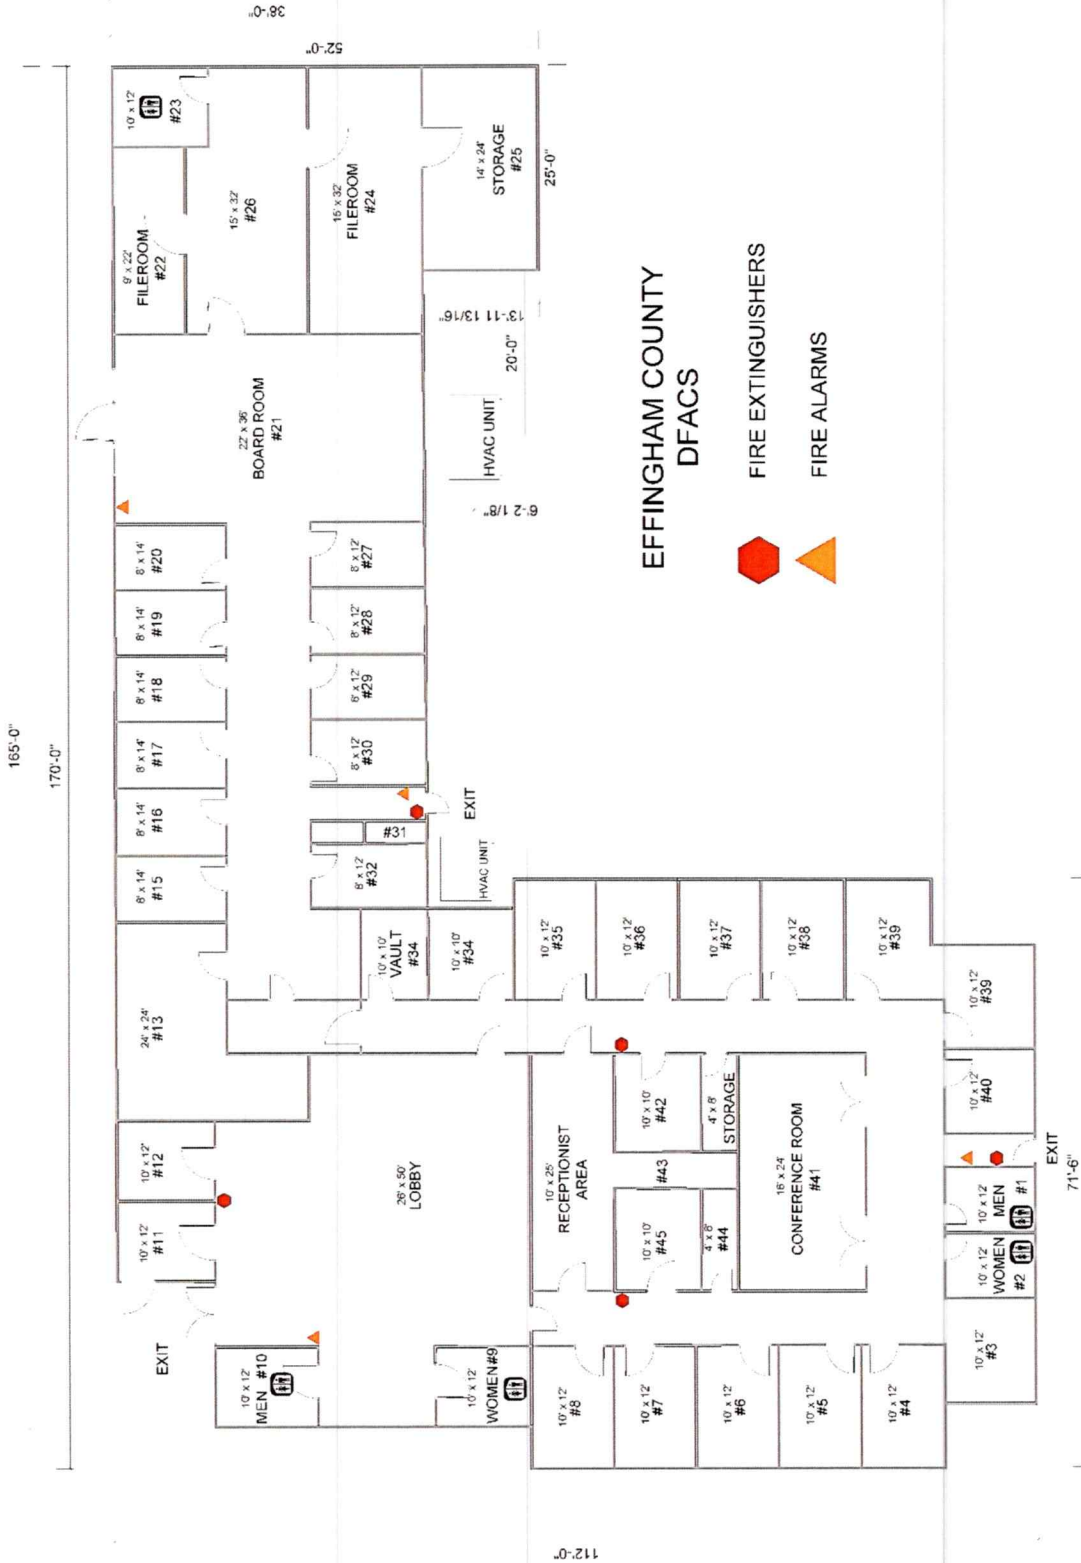 165'-0"
170'-0"
38'-0"
52'-0"
112'-0"
71'-6"
25'-0"
20'-0"
13'-11 13/16"
6'-2 1/8"
10' x 12'
#23
9' x 22'
FILEROOM
#22
15' x 32'
#26
15' x 32'
FILEROOM
#24
14' x 24'
STORAGE
#25
22' x 36'
BOARD ROOM
#21
HVAC UNIT
8' x 14'
#20
8' x 14'
#19
8' x 14'
#18
8' x 14'
#17
8' x 14'
#16
8' x 14'
#15
8' x 12'
#27
8' x 12'
#28
8' x 12'
#29
8' x 12'
#30
EXIT
#31
8' x 12'
#32
HVAC UNIT
24' x 24'
#13
10' x 10'
VAULT
#34
10' x 10'
#34
10' x 12'
#35
10' x 12'
#36
10' x 12'
#37
10' x 12'
#38
10' x 12'
#39
10' x 12'
#39
10' x 12'
#40
EXIT
10' x 12'
MEN
#1
10' x 12'
WOMEN
#2
10' x 12'
#3
10' x 12'
#4
10' x 12'
#5
10' x 12'
#6
10' x 12'
#7
10' x 12'
#8
10' x 12'
WOMEN#9
10' x 12'
MEN #10
EXIT
10' x 12'
#11
10' x 12'
#12
26' x 50'
LOBBY
10' x 25'
RECEPTIONIST
AREA
10' x 10'
#42
4' x 8'
STORAGE
#43
10' x 10'
#45
4' x 8'
#44
16' x 24'
CONFERENCE ROOM
#41
EFFINGHAM COUNTY
DFACS
FIRE EXTINGUISHERS
FIRE ALARMS